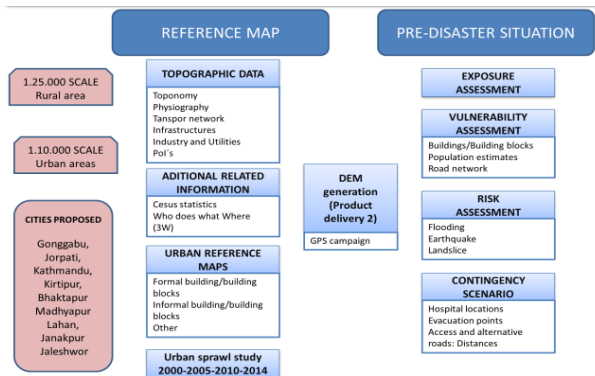 REFERENCE MAP
PRE-DISASTER SITUATION
1.25.000 SCALE
Rural area
1.10.000 SCALE
Urban areas
CITIES PROPOSED
Gonggabu,
Jorpati,
Kathmandu,
Kirtipur,
Bhaktapur
Madhyapur
Lahan,
Janakpur
Jaleshwor
TOPOGRAPHIC DATA
Toponomy
Physiography
Tanspor network
Infrastructures
Industry and Utilities
PoI´s
ADITIONAL RELATED
INFORMATION
Cesus statistics
Who does what Where
(3W)
URBAN REFERENCE
MAPS
Formal building/building
blocks
Informal building/building
blocks
Other
Urban sprawl study
2000-2005-2010-2014
DEM
generation
(Product
delivery 2)
GPS campaign
EXPOSURE
ASSESSMENT
VULNERABILITY
ASSESSMENT
Buildings/Building blocks
Population estimates
Road network
RISK
ASSESSMENT
Flooding
Earthquake
Landslice
CONTINGENCY
SCENARIO
Hospital locations
Evacuation points
Access and alternative
roads: Distances